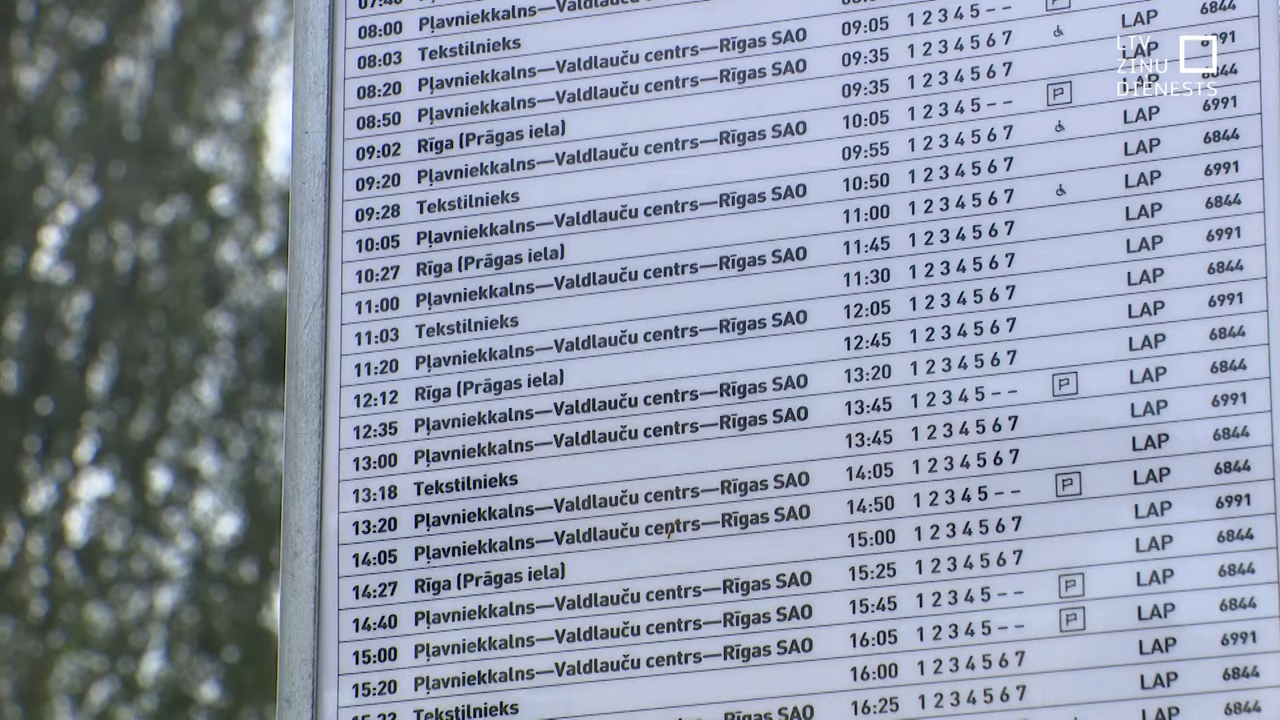 07:40
08:00 Pļavniekkalns—Valdlauču
08:03 Tekstilnieks
08:20 Pļavniekkalns—Valdlauču centrs—Rīgas SAO 09:05 1 2 3 4 5 – – P
08:50 Pļavniekkalns—Valdlauču centrs—Rīgas SAO 09:35 1 2 3 4 5 6 7 LAP 6844
09:02 Rīga (Prāgas iela) 09:35 1 2 3 4 5 6 7 LAP 6991
09:20 Pļavniekkalns—Valdlauču centrs—Rīgas SAO 10:05 1 2 3 4 5 – – P LAP 6844
09:28 Tekstilnieks 09:55 1 2 3 4 5 6 7 LAP 6991
10:05 Pļavniekkalns—Valdlauču centrs—Rīgas SAO 10:50 1 2 3 4 5 6 7 LAP 6844
10:27 Rīga (Prāgas iela) 11:00 1 2 3 4 5 6 7 LAP 6991
11:00 Pļavniekkalns—Valdlauču centrs—Rīgas SAO 11:45 1 2 3 4 5 6 7 LAP 6844
11:03 Tekstilnieks 11:30 1 2 3 4 5 6 7 LAP 6991
11:20 Pļavniekkalns—Valdlauču centrs—Rīgas SAO 12:05 1 2 3 4 5 6 7 LAP 6844
12:12 Rīga (Prāgas iela) 12:45 1 2 3 4 5 6 7 LAP 6991
12:35 Pļavniekkalns—Valdlauču centrs—Rīgas SAO 13:20 1 2 3 4 5 6 7 LAP 6844
13:00 Pļavniekkalns—Valdlauču centrs—Rīgas SAO 13:45 1 2 3 4 5 – – P LAP 6844
13:18 Tekstilnieks 13:45 1 2 3 4 5 6 7 LAP 6991
13:20 Pļavniekkalns—Valdlauču centrs—Rīgas SAO 14:05 1 2 3 4 5 6 7 LAP 6844
14:05 Pļavniekkalns—Valdlauču centrs—Rīgas SAO 14:50 1 2 3 4 5 – – P LAP 6844
14:27 Rīga (Prāgas iela) 15:00 1 2 3 4 5 6 7 LAP 6991
14:40 Pļavniekkalns—Valdlauču centrs—Rīgas SAO 15:25 1 2 3 4 5 6 7 LAP 6844
15:00 Pļavniekkalns—Valdlauču centrs—Rīgas SAO 15:45 1 2 3 4 5 – – P LAP 6844
15:20 Pļavniekkalns—Valdlauču centrs—Rīgas SAO 16:05 1 2 3 4 5 – – P LAP 6844
Tekstilnieks 16:00 1 2 3 4 5 6 7 LAP 6991
Rīgas SAO 16:25 1 2 3 4 5 6 7 LAP 6844
LAP 6844
LTV
ZIŅU
DIENESTS